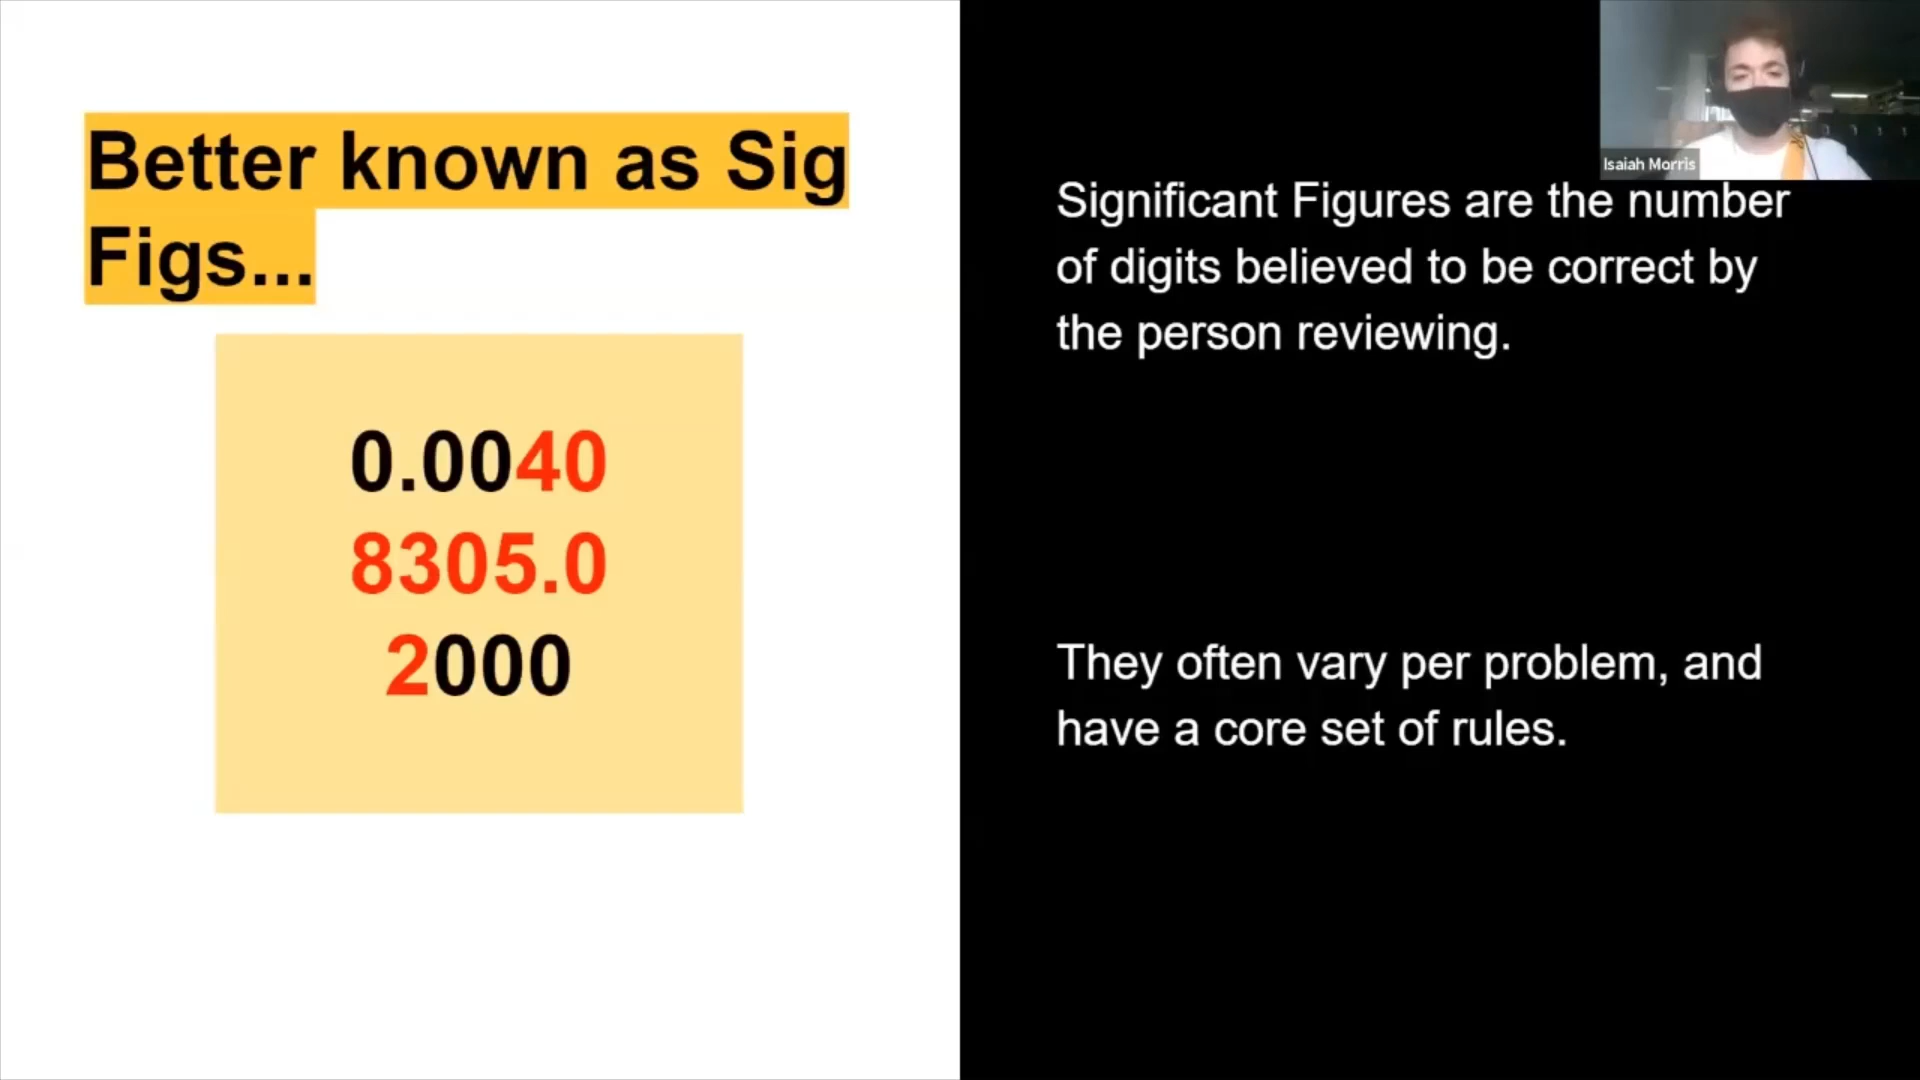 Better known as Sig
Figs...
0.0040
8305.0
2000
Isaiah Morris
Significant Figures are the number
of digits believed to be correct by
the person reviewing.
They often vary per problem, and
have a core set of rules.